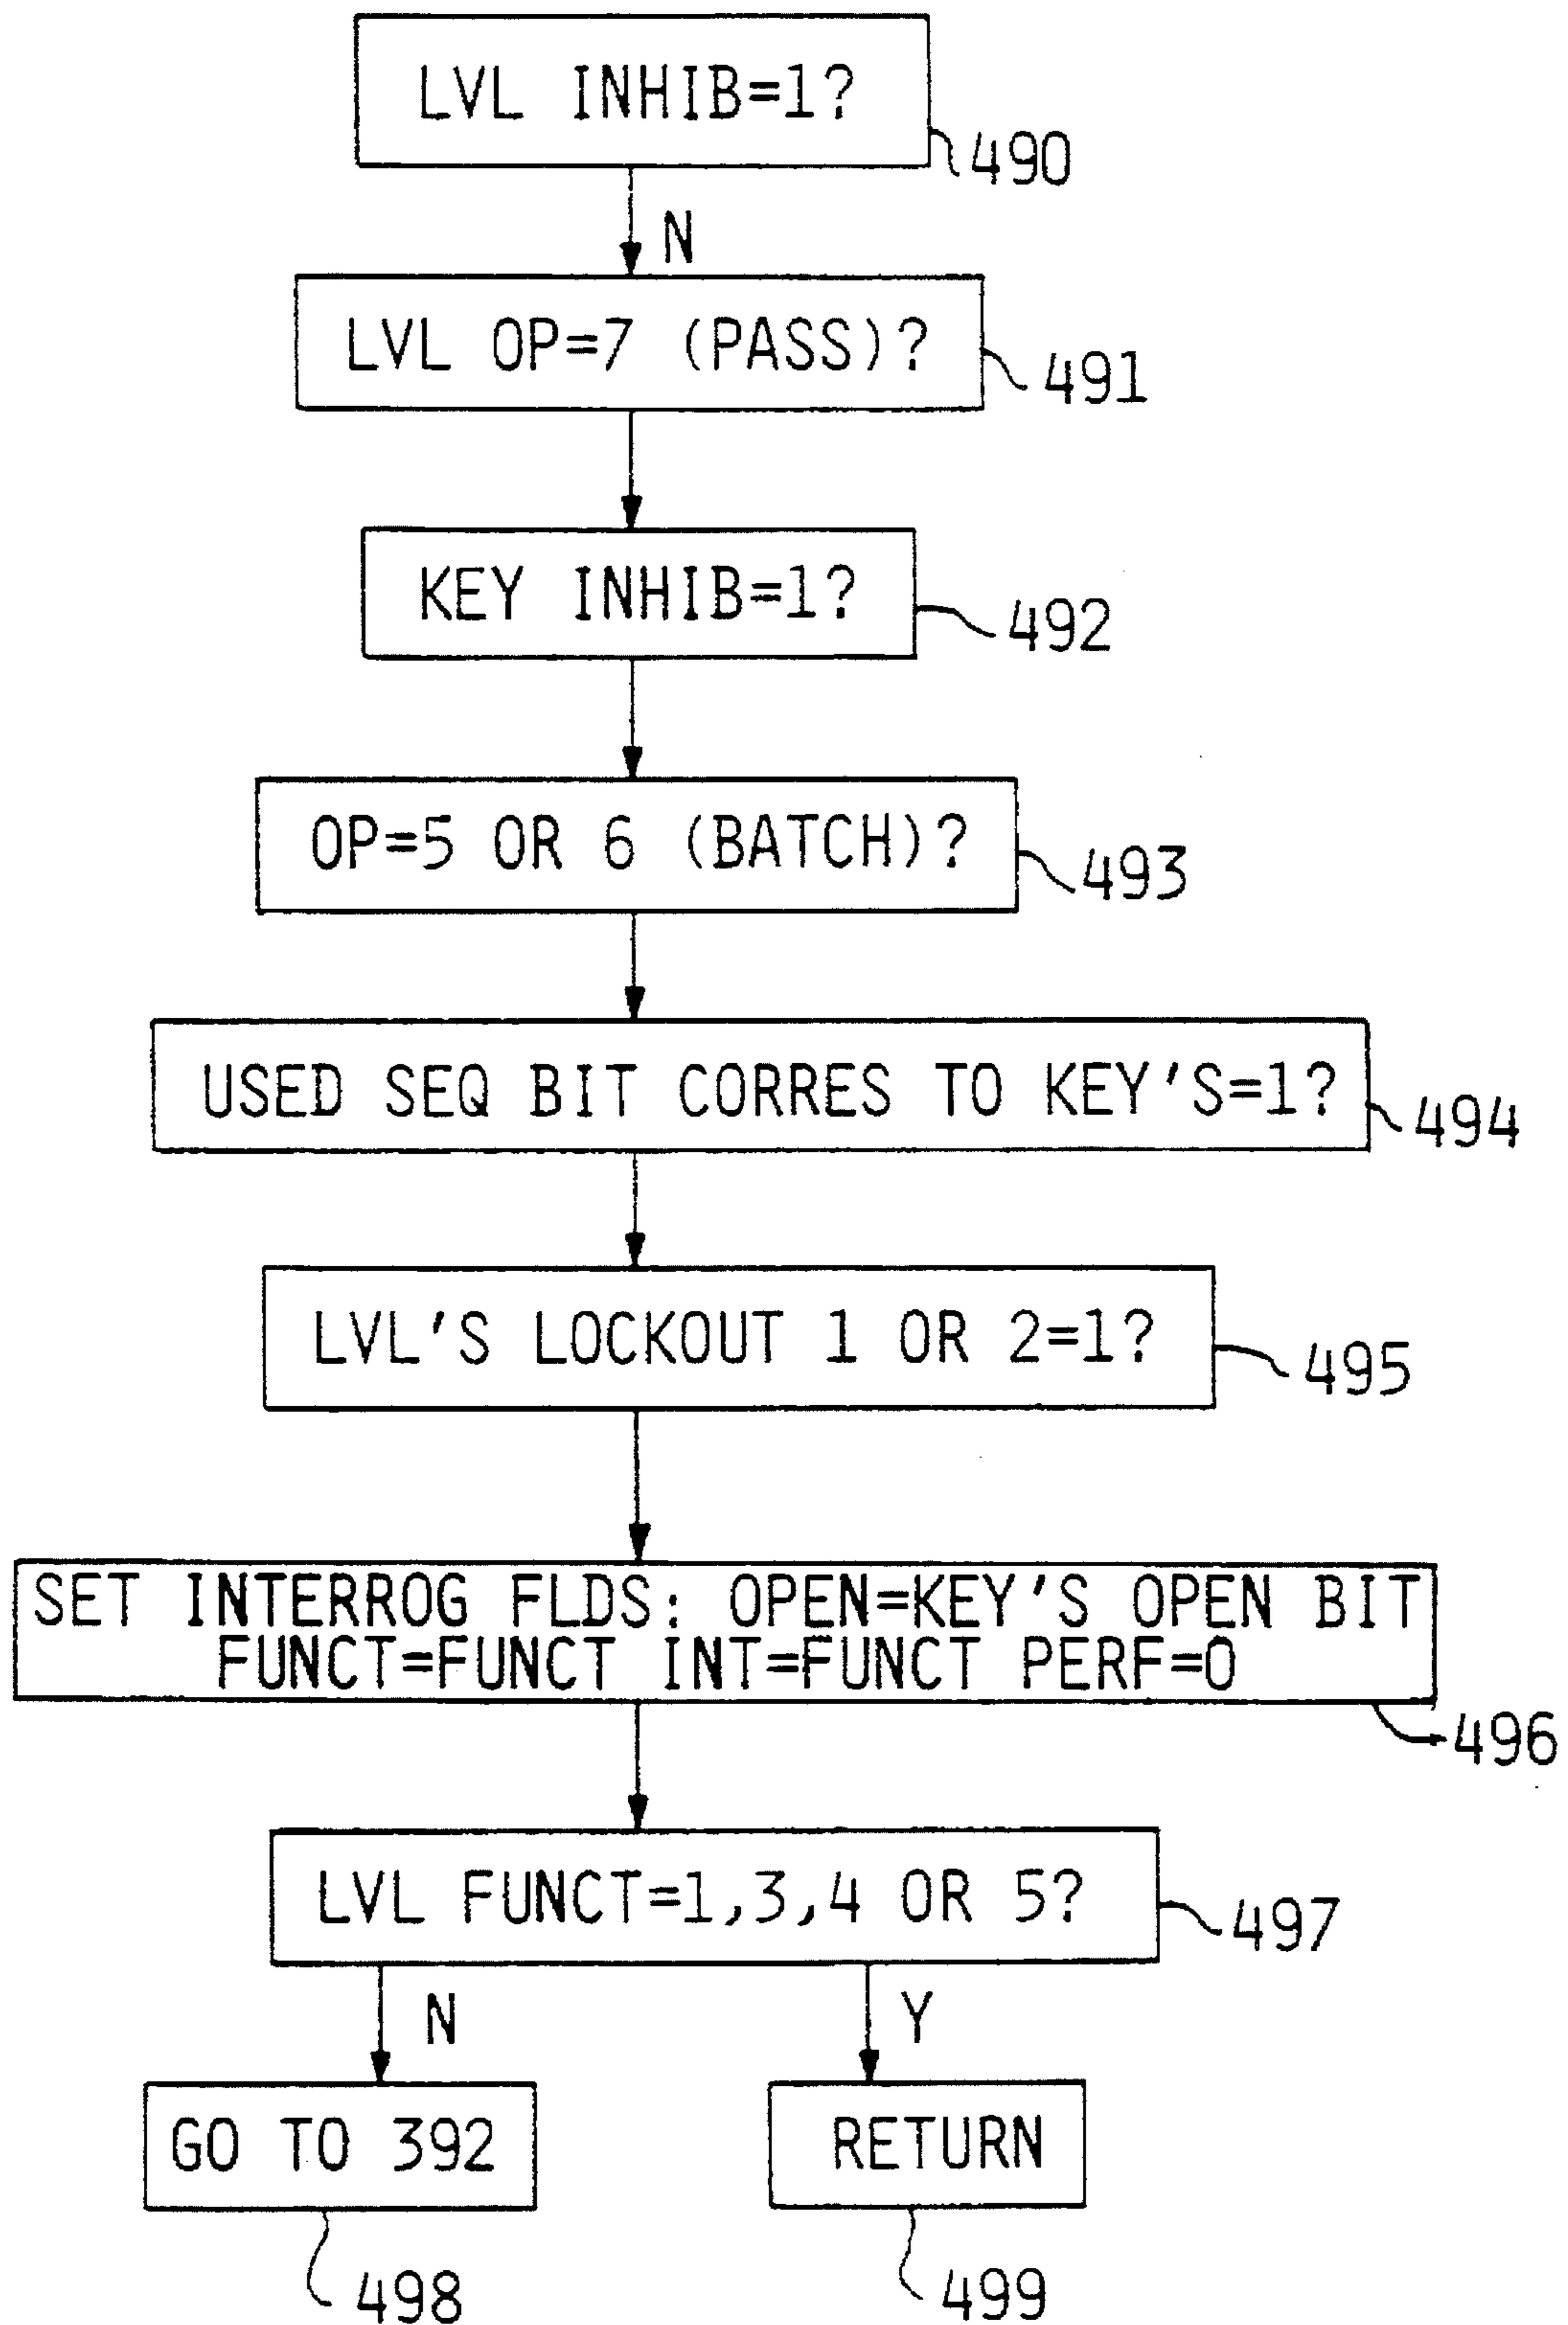 LVL INHIB=1?
490
N
LVL OP=7 (PASS)?
491
KEY INHIB=1?
492
OP=5 OR 6 (BATCH)?
493
USED SEQ BIT CORRES TO KEY'S=1?
494
LVL'S LOCKOUT 1 OR 2=1?
495
SET INTERROG FLDS: OPEN=KEY'S OPEN BIT
FUNCT=FUNCT INT=FUNCT PERF=0
496
LVL FUNCT=1,3,4 OR 5?
497
N
Y
GO TO 392
RETURN
498
499